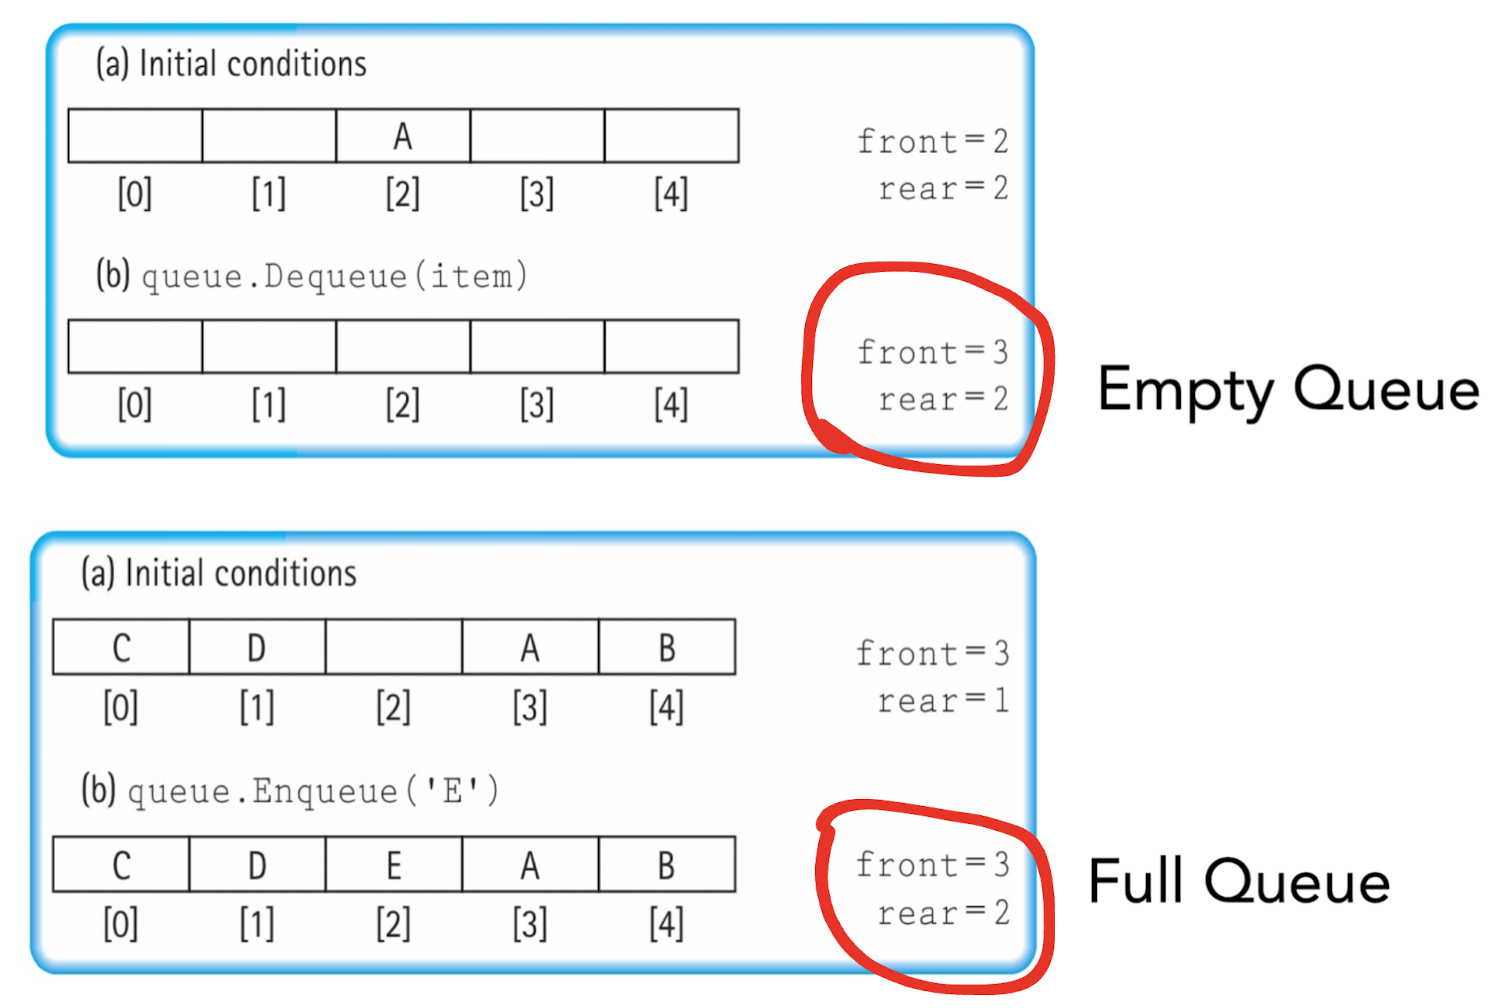 (a) Initial conditions
A
front=2
[0] [1] [2] [3] [4]
rear=2
(b) queue.Dequeue(item)
front=3
[0] [1] [2] [3] [4]
rear=2
Empty Queue
(a) Initial conditions
C D A B
front=3
[0] [1] [2] [3] [4]
rear=1
(b) queue.Enqueue('E')
C D E A B
front=3
[0] [1] [2] [3] [4]
rear=2
Full Queue